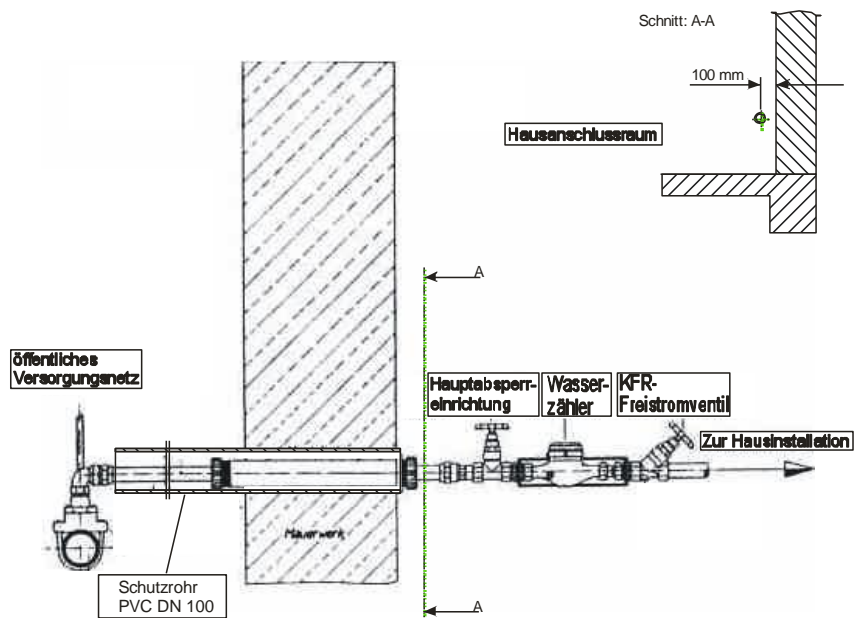 Schnitt: A-A
100 mm
Hausanschlussraum
A
öffentliches
Versorgungsnetz
Hauptabsperr-
einrichtung
Wasser-
zähler
KFR-
Freistromventil
Zur Hausinstallation
Mauerwerk
Schutzrohr
PVC DN 100
A